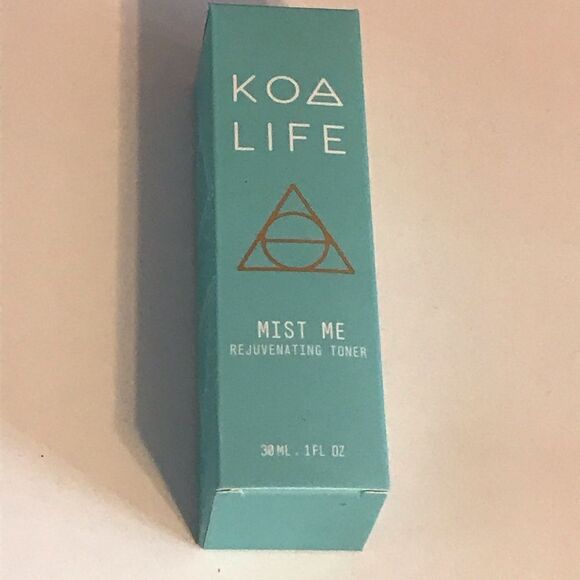 KOA
LIFE
MIST ME
REJUVENATING TONER
30ML . 1FL OZ